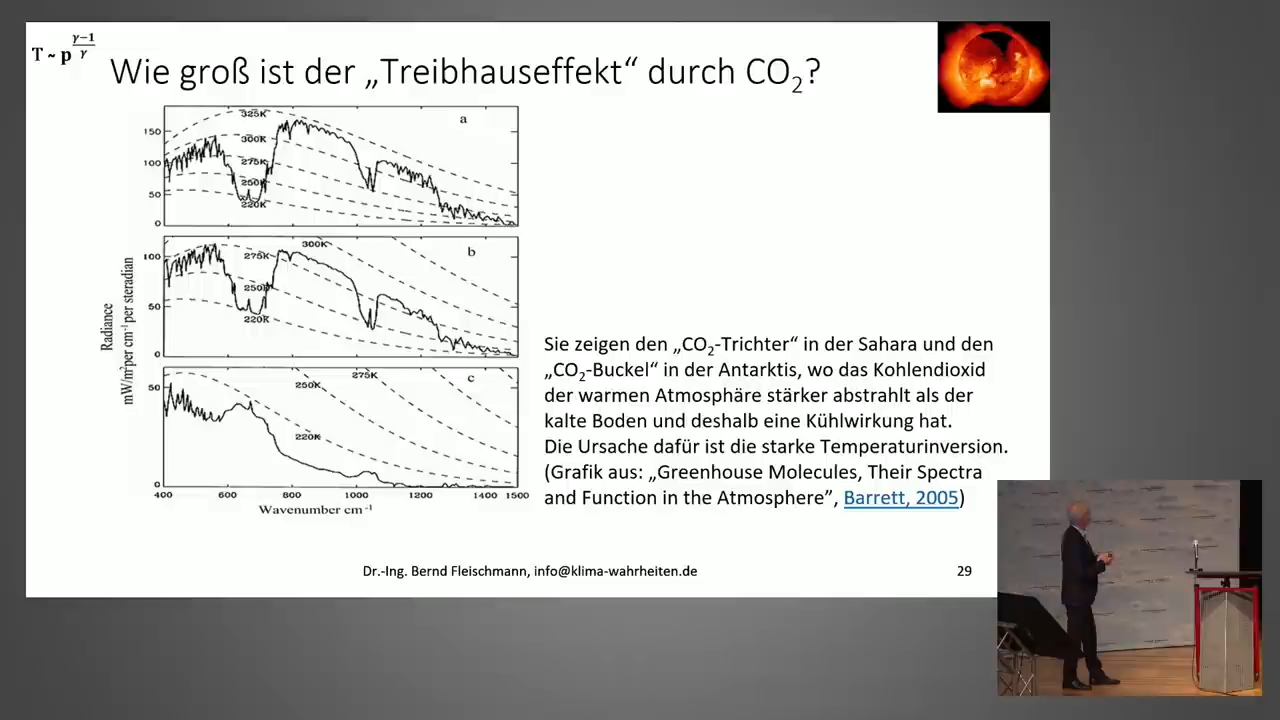 T ~ p^(γ−1)/γ
Wie groß ist der „Treibhauseffekt“ durch CO₂?
325K
a
150
300K
100
275K
250K
50
220K
0
300K
b
100
275K
250K
50
220K
0
275K
c
50
250K
220K
0
400 600 800 1000 1200 1400 1500
Wavenumber cm⁻¹
Radiance
mW/m²per cm⁻¹per steradian
Sie zeigen den „CO₂-Trichter“ in der Sahara und den
„CO₂-Buckel“ in der Antarktis, wo das Kohlendioxid
der warmen Atmosphäre stärker abstrahlt als der
kalte Boden und deshalb eine Kühlwirkung hat.
Die Ursache dafür ist die starke Temperaturinversion.
(Grafik aus: „Greenhouse Molecules, Their Spectra
and Function in the Atmosphere”, Barrett, 2005)
Dr.-Ing. Bernd Fleischmann, info@klima-wahrheiten.de
29